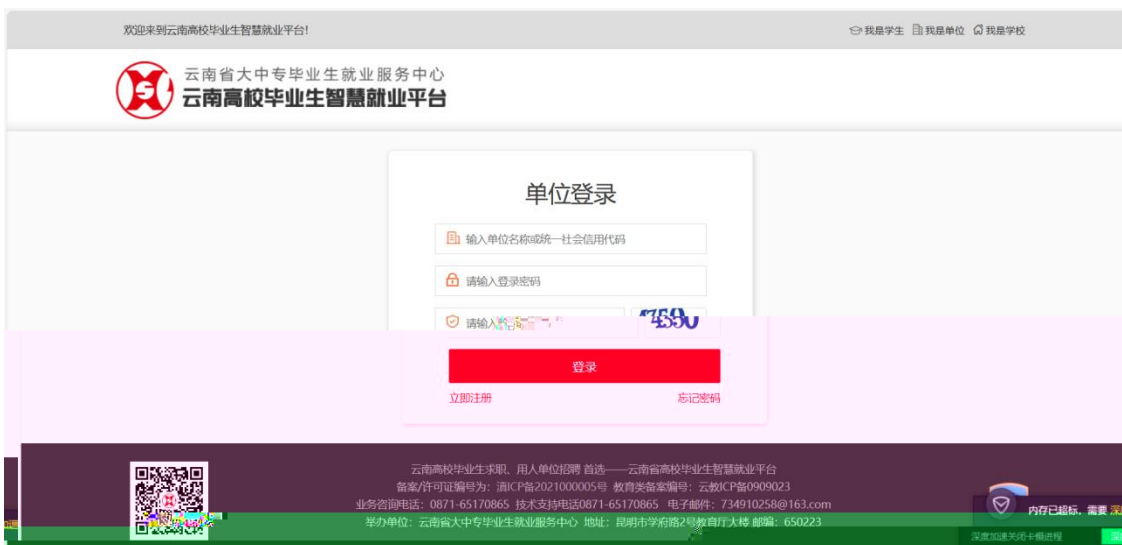 欢迎来到云南高校毕业生智慧就业平台!
我是学生 我是单位 我是学校
云南省大中专毕业生就业服务中心
云南高校毕业生智慧就业平台
单位登录
输入单位名称或统一社会信用代码
请输入登录密码
请输入
登录
立即注册 忘记密码
云南高校毕业生求职、用人单位招聘 首选——云南省高校毕业生智慧就业平台
备案/许可证编号为:滇ICP备2021000005号 教育类备案编号:云教ICP备0909023
业务咨询电话:0871-65170865 技术支持电话0871-65170865 电子邮件:734910258@163.com
举办单位:云南省大中专毕业生就业服务中心 地址:昆明市学府路2号教育厅大楼 邮编:650223
内存已超标,需要
深度加速关闭卡慢进程